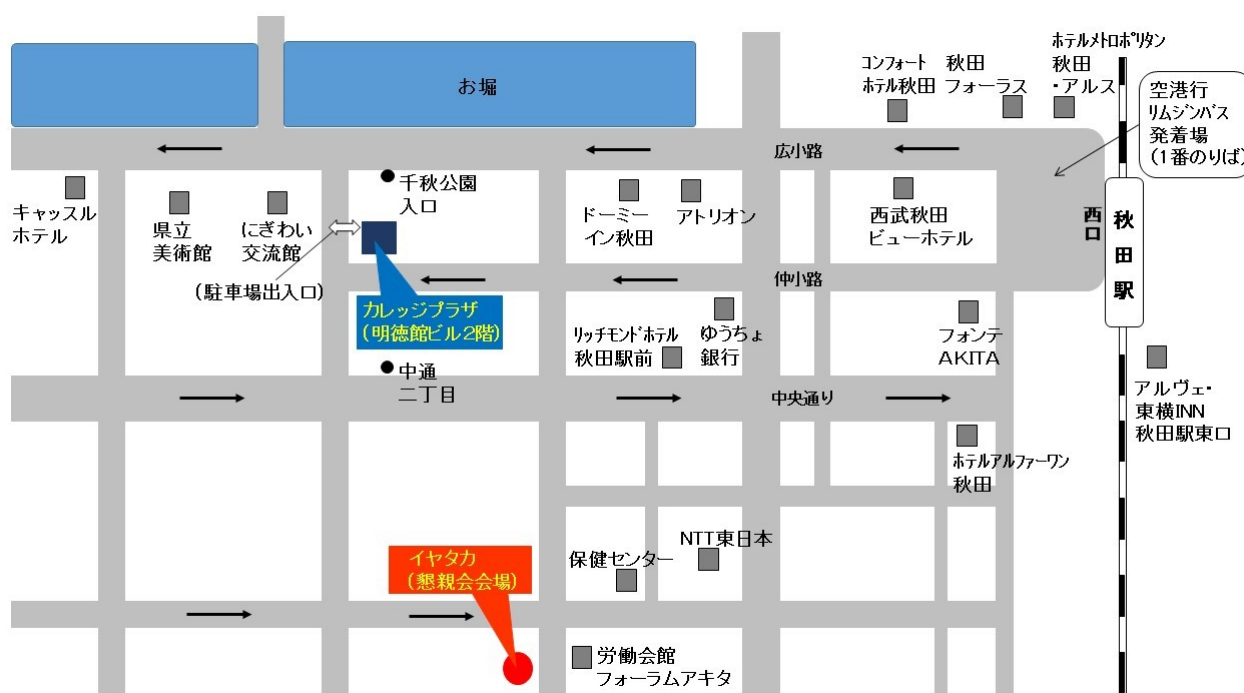 ホテルメトロポリタン
秋田
・アルス
コンフォート
ホテル秋田
秋田
フォーラス
お堀
空港行
リムジンバス
発着場
(1番のりば)
広小路
千秋公園
入口
キャッスル
ホテル
県立
美術館
にぎわい
交流館
ドーミー
イン秋田
アトリオン
西武秋田
ビューホテル
西口
秋田駅
(駐車場出入口)
仲小路
カレッジプラザ
(明徳館ビル2階)
リッチモンドホテル
秋田駅前
ゆうちょ
銀行
フォンテ
AKITA
中通
二丁目
中央通り
アルヴェ・
東横INN
秋田駅東口
ホテルアルファーワン
秋田
NTT東日本
保健センター
イヤタカ
(懇親会会場)
労働会館
フォーラムアキタ